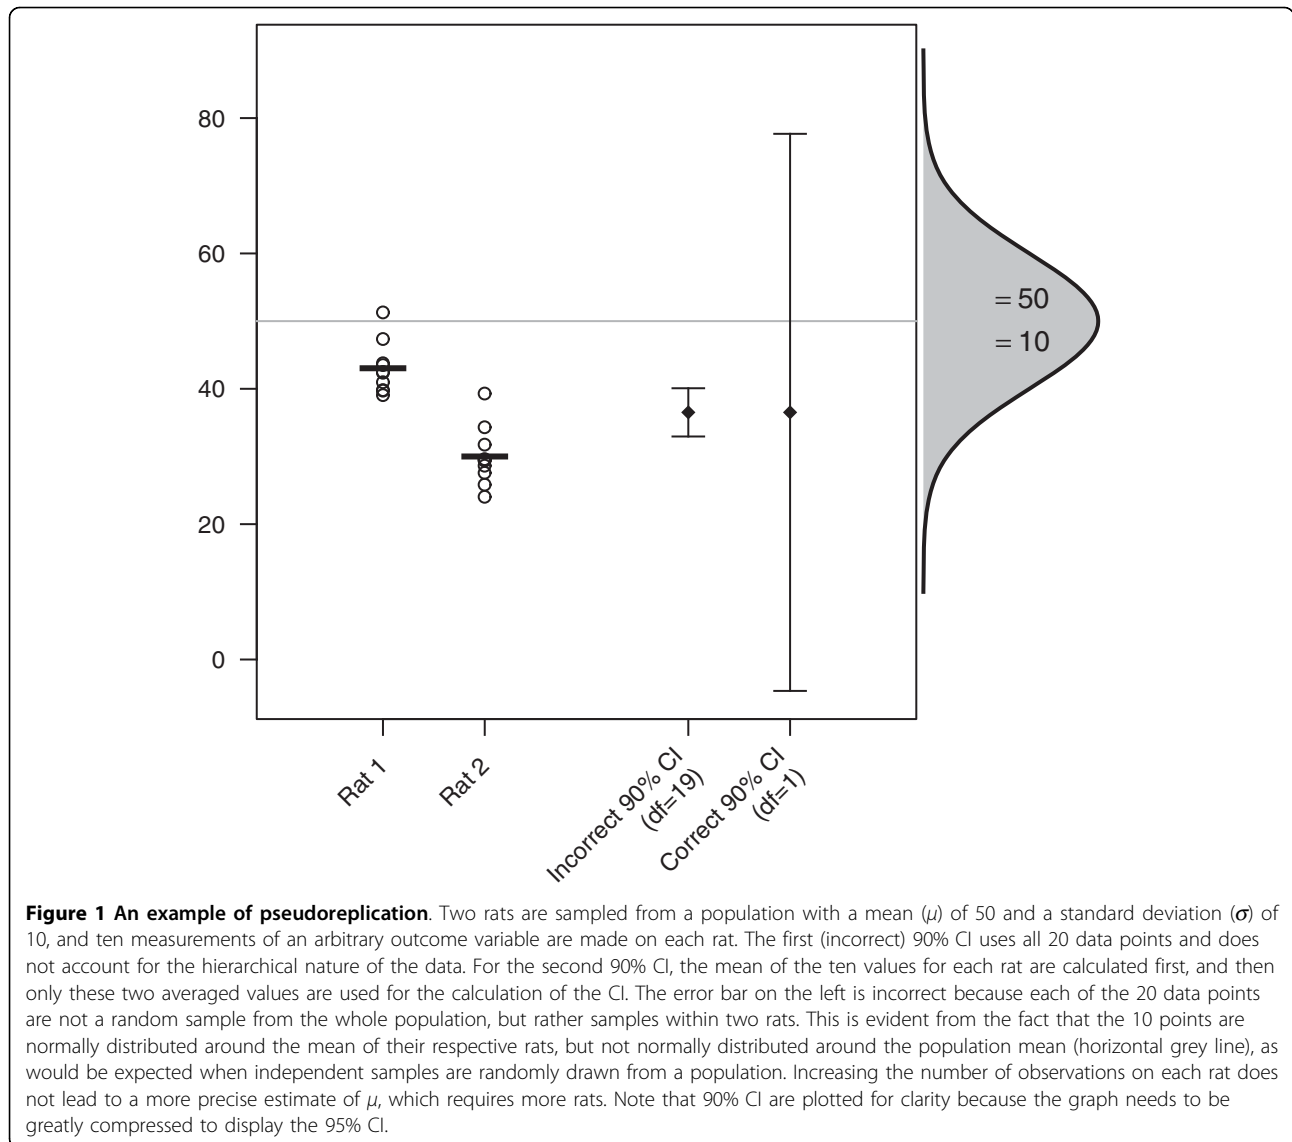 80
60
40
20
0
= 50
= 10
Rat 1
Rat 2
Incorrect 90% CI
(df=19)
Correct 90% CI
(df=1)
Figure 1 An example of pseudoreplication. Two rats are sampled from a population with a mean (μ) of 50 and a standard deviation (σ) of
10, and ten measurements of an arbitrary outcome variable are made on each rat. The first (incorrect) 90% CI uses all 20 data points and does
not account for the hierarchical nature of the data. For the second 90% CI, the mean of the ten values for each rat are calculated first, and then
only these two averaged values are used for the calculation of the CI. The error bar on the left is incorrect because each of the 20 data points
are not a random sample from the whole population, but rather samples within two rats. This is evident from the fact that the 10 points are
normally distributed around the mean of their respective rats, but not normally distributed around the population mean (horizontal grey line), as
would be expected when independent samples are randomly drawn from a population. Increasing the number of observations on each rat does
not lead to a more precise estimate of μ, which requires more rats. Note that 90% CI are plotted for clarity because the graph needs to be
greatly compressed to display the 95% CI.